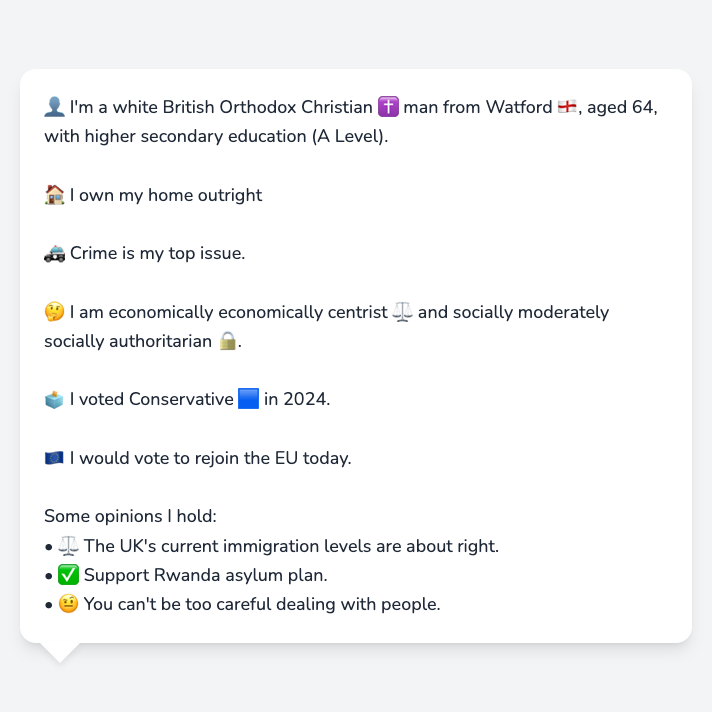 👤 I'm a white British Orthodox Christian ✝️ man from Watford 🏴󠁧󠁢󠁥󠁮󠁧󠁿, aged 64,
with higher secondary education (A Level).
🏠 I own my home outright
🚓 Crime is my top issue.
🤔 I am economically economically centrist ⚖️ and socially moderately
socially authoritarian 🔒.
🗳️ I voted Conservative 🟦 in 2024.
🇪🇺 I would vote to rejoin the EU today.
Some opinions I hold:
• ⚖️ The UK's current immigration levels are about right.
• ✅ Support Rwanda asylum plan.
• 🤨 You can't be too careful dealing with people.